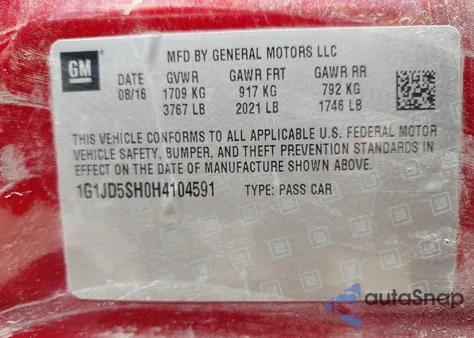 GM
MFD BY GENERAL MOTORS LLC
DATE GVWR GAWR FRT GAWR RR
08/16 1709 KG 917 KG 792 KG
3767 LB 2021 LB 1746 LB
THIS VEHICLE CONFORMS TO ALL APPLICABLE U.S. FEDERAL MOTOR
VEHICLE SAFETY, BUMPER, AND THEFT PREVENTION STANDARDS IN
EFFECT ON THE DATE OF MANUFACTURE SHOWN ABOVE.
1G1JD5SH0H4104591 TYPE: PASS CAR
autoSnap